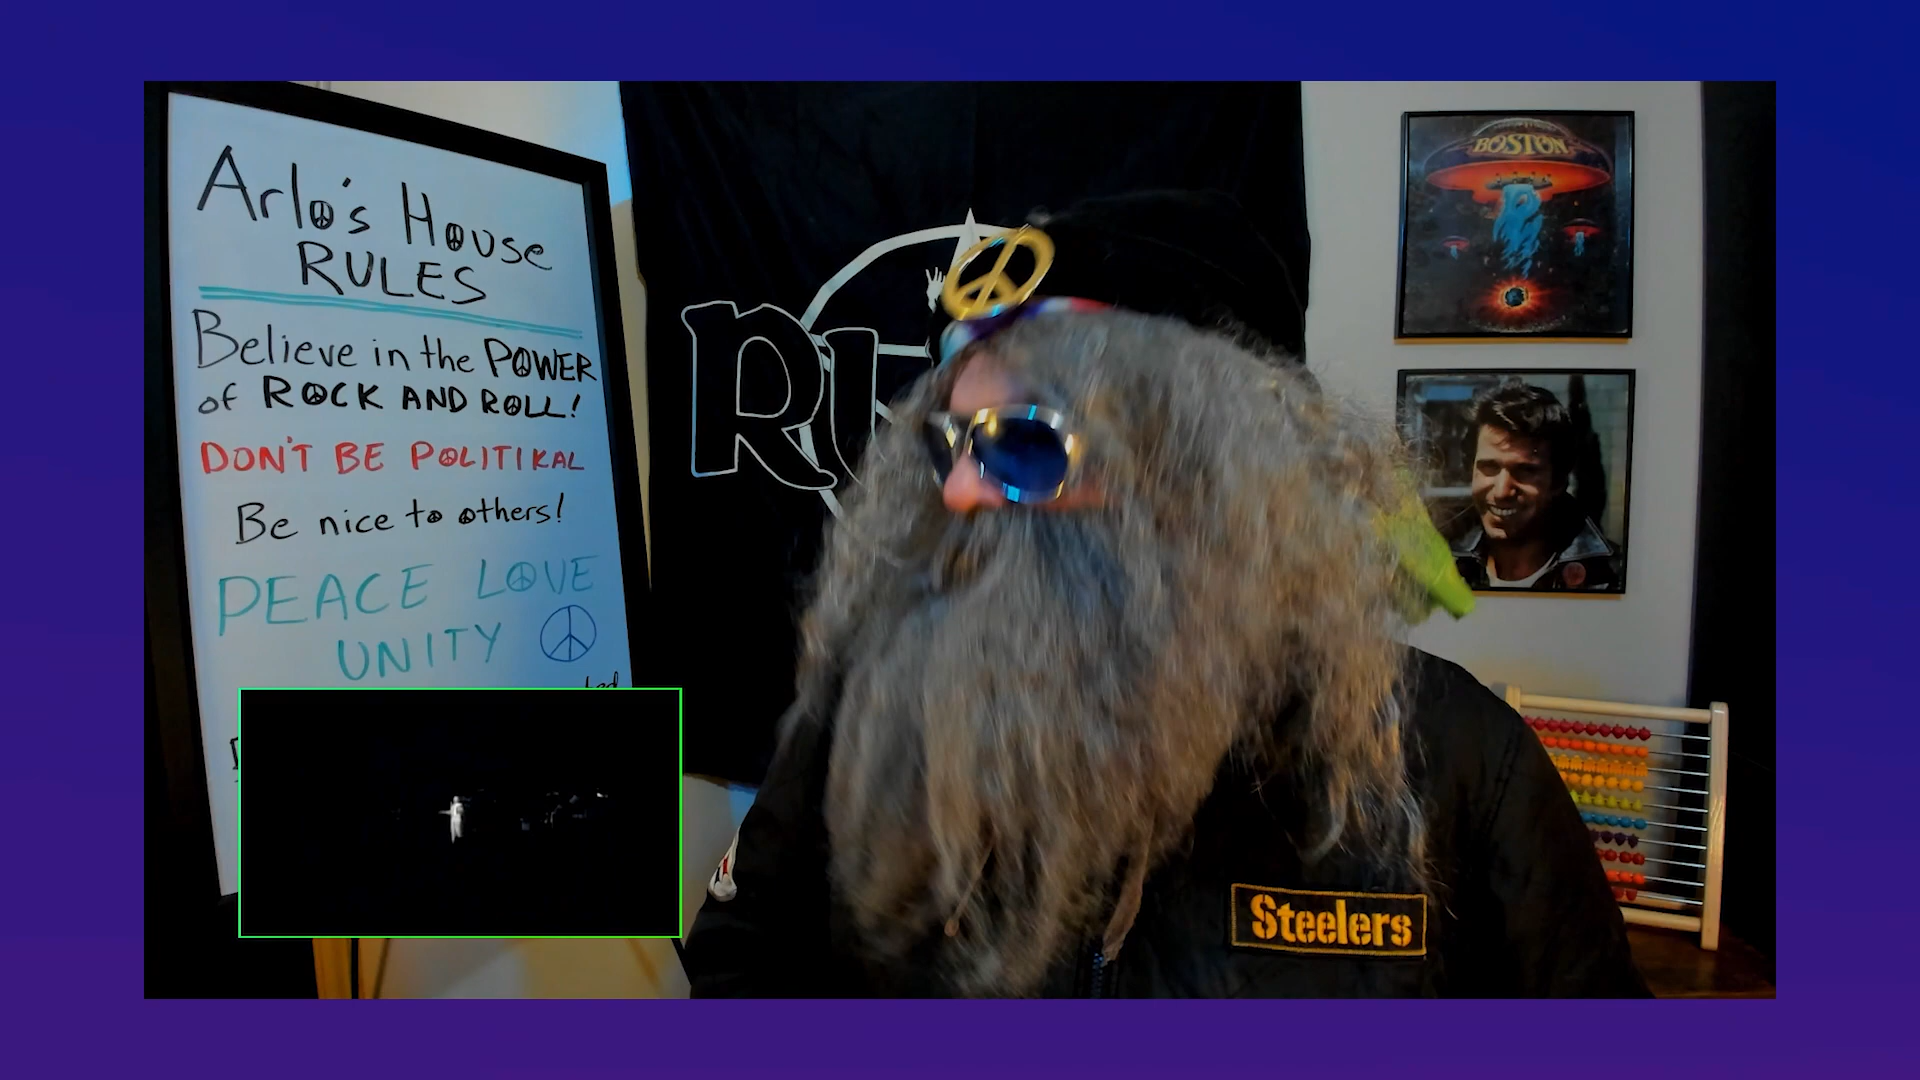 Arlo's House
RULES
Believe in the POWER
of ROCK AND ROLL!
DON'T BE POLITIKAL
Be nice to others!
PEACE LOVE
UNITY
BOSTON
Steelers